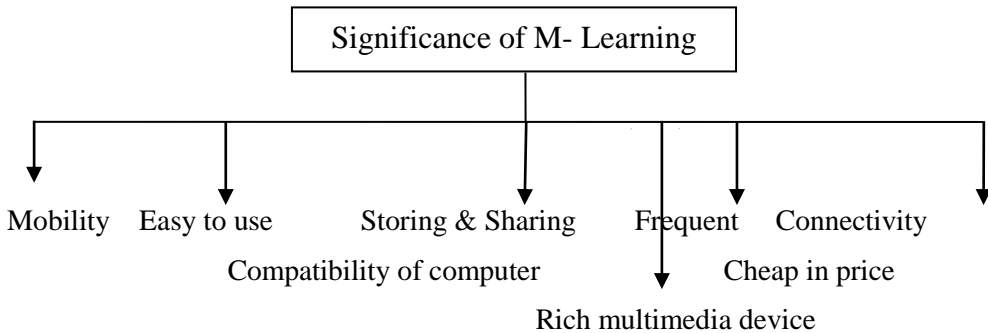 Significance of M- Learning
Mobility Easy to use Storing & Sharing Frequent Connectivity
Compatibility of computer Cheap in price
Rich multimedia device